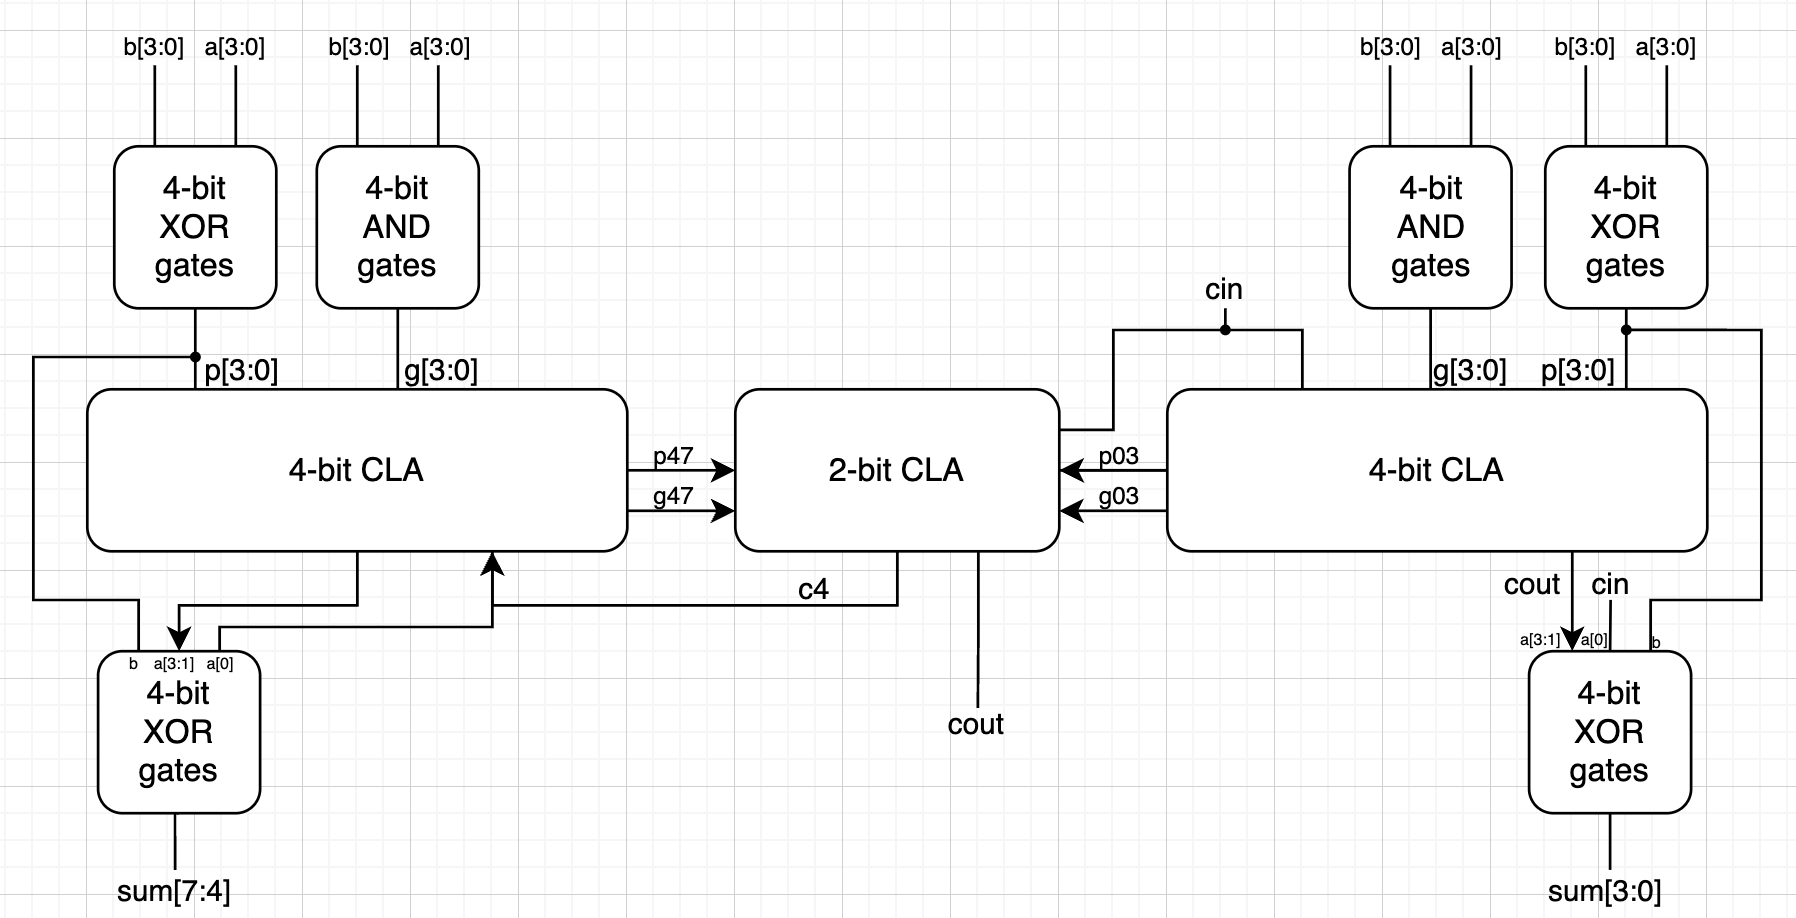 b[3:0] a[3:0] b[3:0] a[3:0] b[3:0] a[3:0] b[3:0] a[3:0]
4-bit
XOR
gates
4-bit
AND
gates
4-bit
AND
gates
4-bit
XOR
gates
cin
p[3:0] g[3:0] g[3:0] p[3:0]
4-bit CLA
p47
g47
2-bit CLA
p03
g03
4-bit CLA
c4
cout cin
a[3:1] a[0] b
b a[3:1] a[0]
4-bit
XOR
gates
cout
4-bit
XOR
gates
sum[7:4]
sum[3:0]